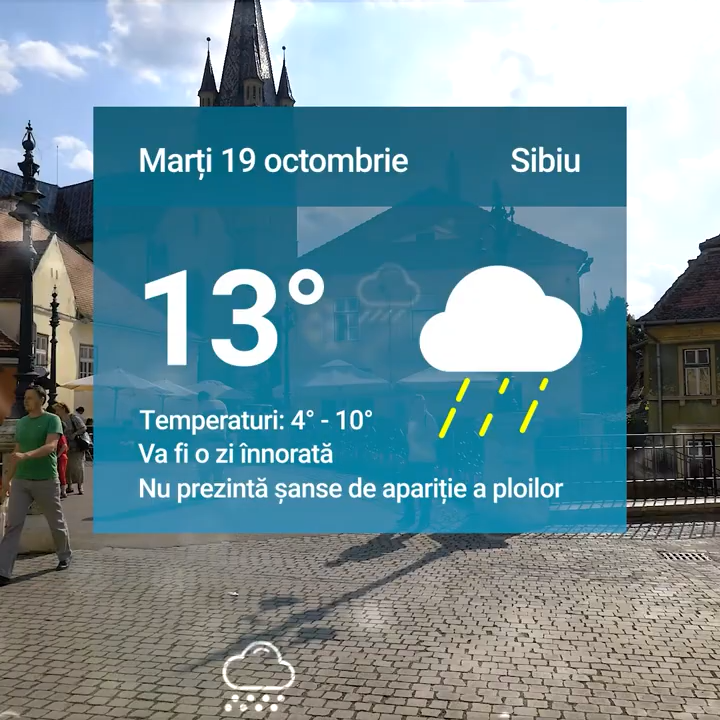 Marți 19 octombrie Sibiu
13°
Temperaturi: 4° - 10°
Va fi o zi înnorată
Nu prezintă șanse de apariție a ploilor